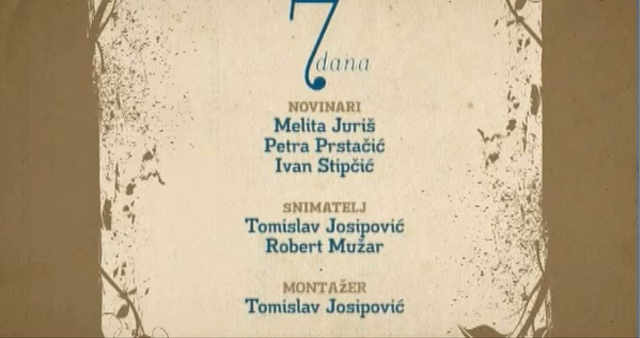 7
dana
NOVINARI
Melita Juriš
Petra Prstačić
Ivan Stipčić
SNIMATELJ
Tomislav Josipović
Robert Mužar
MONTAŽER
Tomislav Josipović